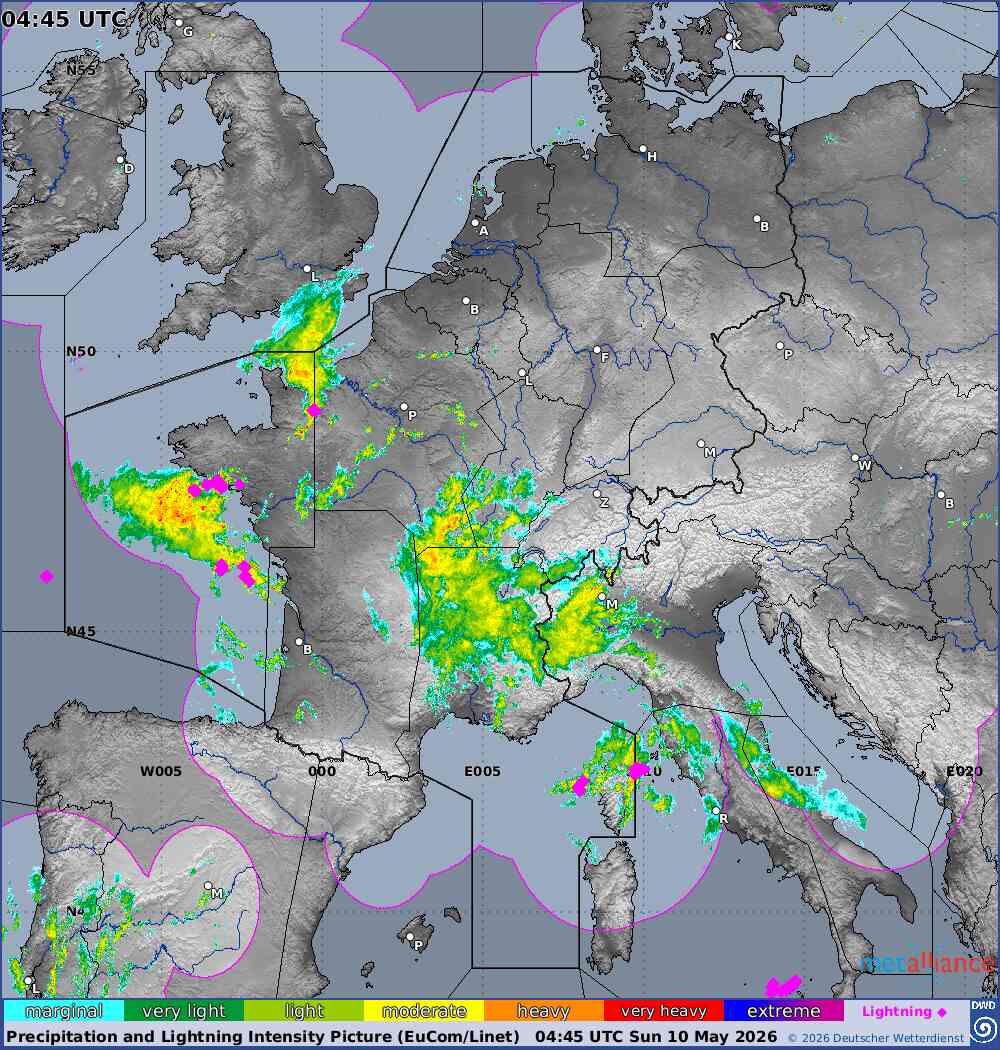 04:45 UTC
G
K
N55
D
H
A
B
L
B
N50
F
P
L
P
M
W
Z
B
M
N45
B
W005
000
E005
10
E015
E020
R
M
N4
P
L
metalliance
marginal
very light
light
moderate
heavy
very heavy
extreme
Lightning
DWD
Precipitation and Lightning Intensity Picture (EuCom/Linet) 04:45 UTC Sun 10 May 2026 © 2026 Deutscher Wetterdienst